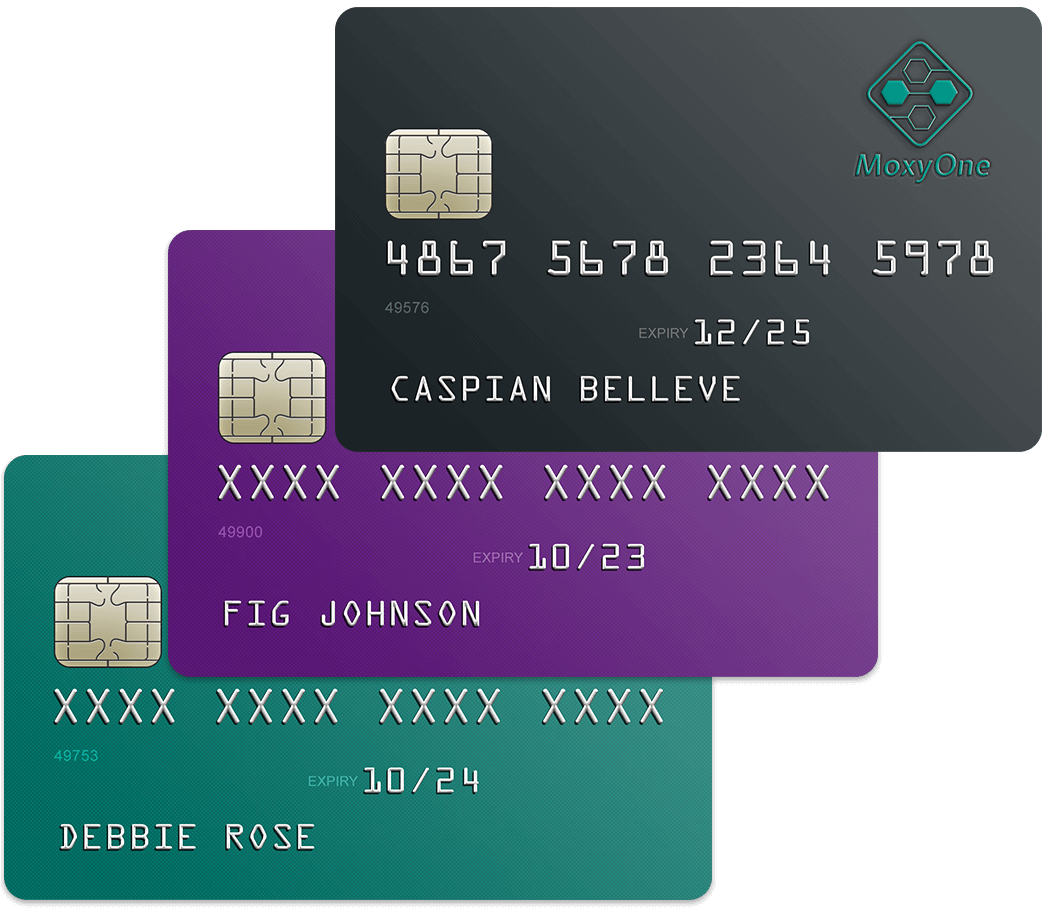 MoxyOne
4867 5678 2364 5978
49576
EXPIRY 12/25
CASPIAN BELLEVE
XXXX XXXX XXXX XXXX
49900
EXPIRY 10/23
FIG JOHNSON
XXXX XXXX XXXX XXXX
49753
EXPIRY 10/24
DEBBIE ROSE